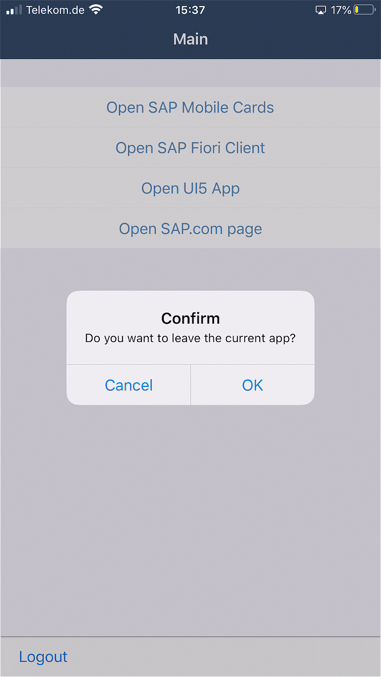 Telekom.de 15:37 17%
Main
Open SAP Mobile Cards
Open SAP Fiori Client
Open UI5 App
Open SAP.com page
Confirm
Do you want to leave the current app?
Cancel OK
Logout